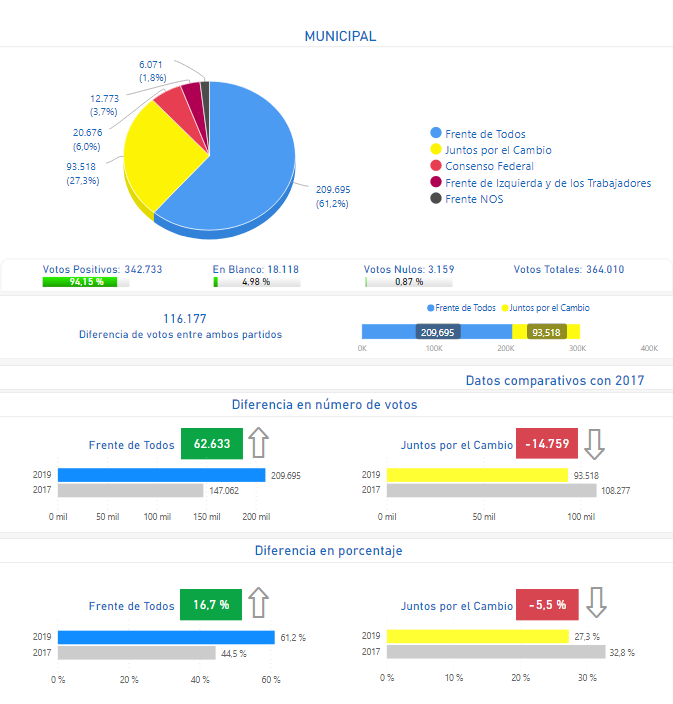 MUNICIPAL
6.071
(1,8%)
12.773
(3,7%)
20.676
(6,0%)
93.518
(27,3%)
209.695
(61,2%)
Frente de Todos
Juntos por el Cambio
Consenso Federal
Frente de Izquierda y de los Trabajadores
Frente NOS
Votos Positivos: 342.733
94,15 %
En Blanco: 18.118
4,98 %
Votos Nulos: 3.159
0,87 %
Votos Totales: 364.010
116.177
Diferencia de votos entre ambos partidos
Frente de Todos Juntos por el Cambio
209,695 93,518
0K 100K 200K 300K 400K
Datos comparativos con 2017
Diferencia en número de votos
Frente de Todos 62.633
2019 209.695
2017 147.062
0 mil 50 mil 100 mil 150 mil 200 mil
Juntos por el Cambio -14.759
2019 93.518
2017 108.277
0 mil 50 mil 100 mil
Diferencia en porcentaje
Frente de Todos 16,7 %
2019 61,2 %
2017 44,5 %
0 % 20 % 40 % 60 %
Juntos por el Cambio -5,5 %
2019 27,3 %
2017 32,8 %
0 % 10 % 20 % 30 %